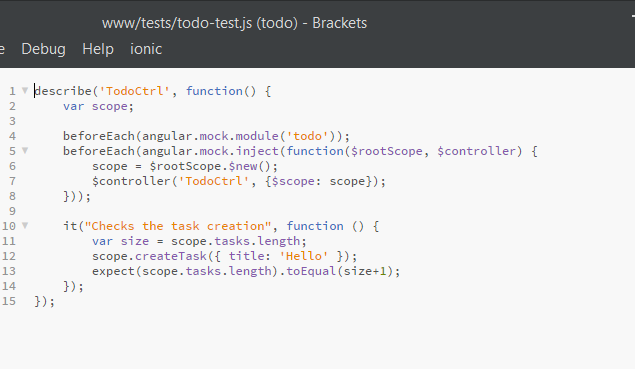 www/tests/todo-test.js (todo) - Brackets
e Debug Help ionic
1 describe('TodoCtrl', function() {
2     var scope;
3
4     beforeEach(angular.mock.module('todo'));
5     beforeEach(angular.mock.inject(function($rootScope, $controller) {
6         scope = $rootScope.$new();
7         $controller('TodoCtrl', {$scope: scope});
8     }));
9
10     it("Checks the task creation", function () {
11         var size = scope.tasks.length;
12         scope.createTask({ title: 'Hello' });
13         expect(scope.tasks.length).toEqual(size+1);
14     });
15 });